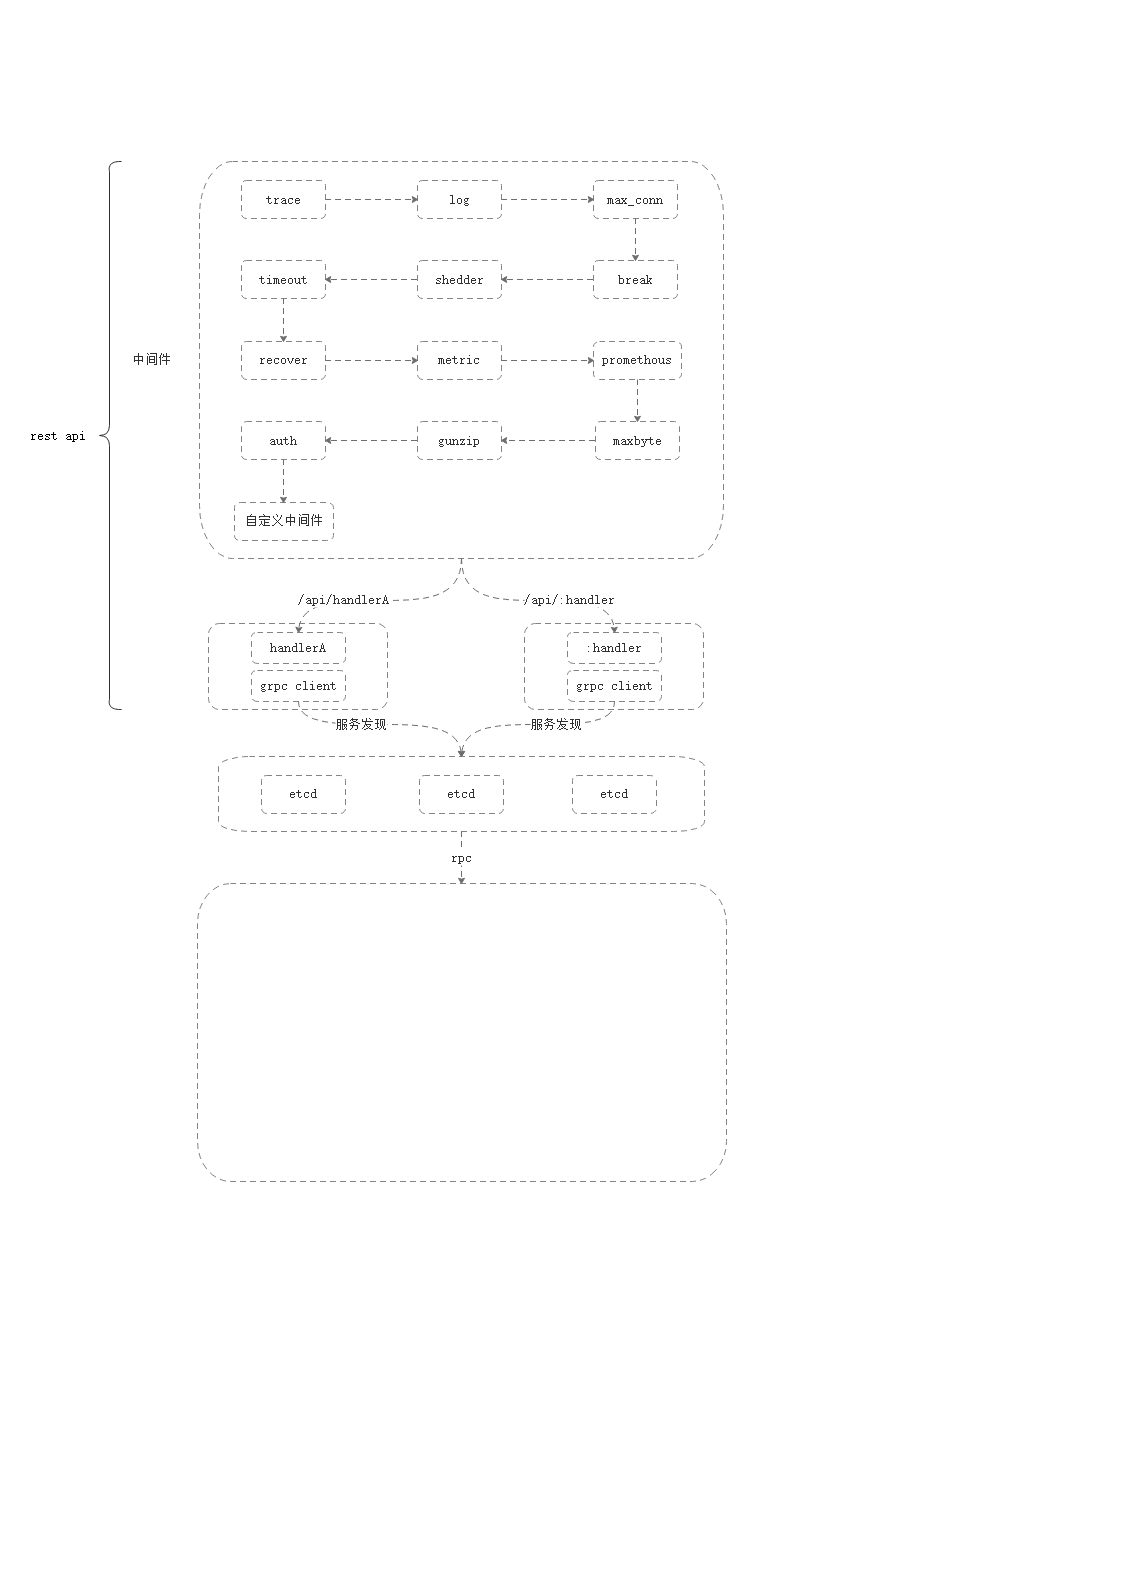 trace
log
max_conn
timeout
shedder
break
中间件
recover
metric
promethous
rest api
auth
gunzip
maxbyte
自定义中间件
/api/handlerA
/api/:handler
handlerA
:handler
grpc client
grpc client
服务发现
服务发现
etcd
etcd
etcd
rpc